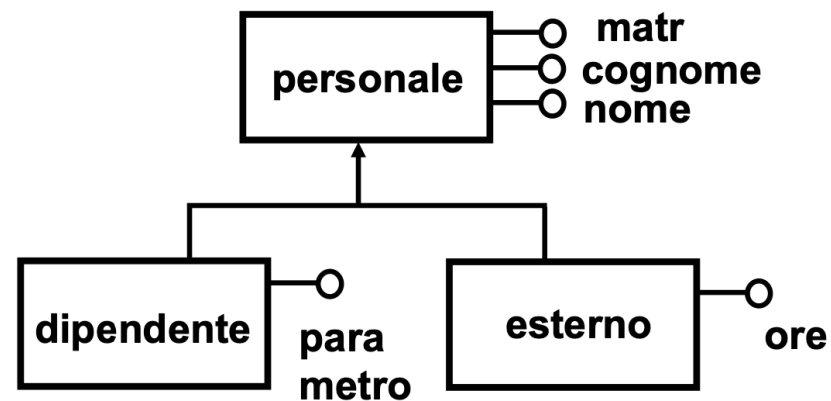 matr
personale
cognome
nome
dipendente
para
metro
esterno
ore